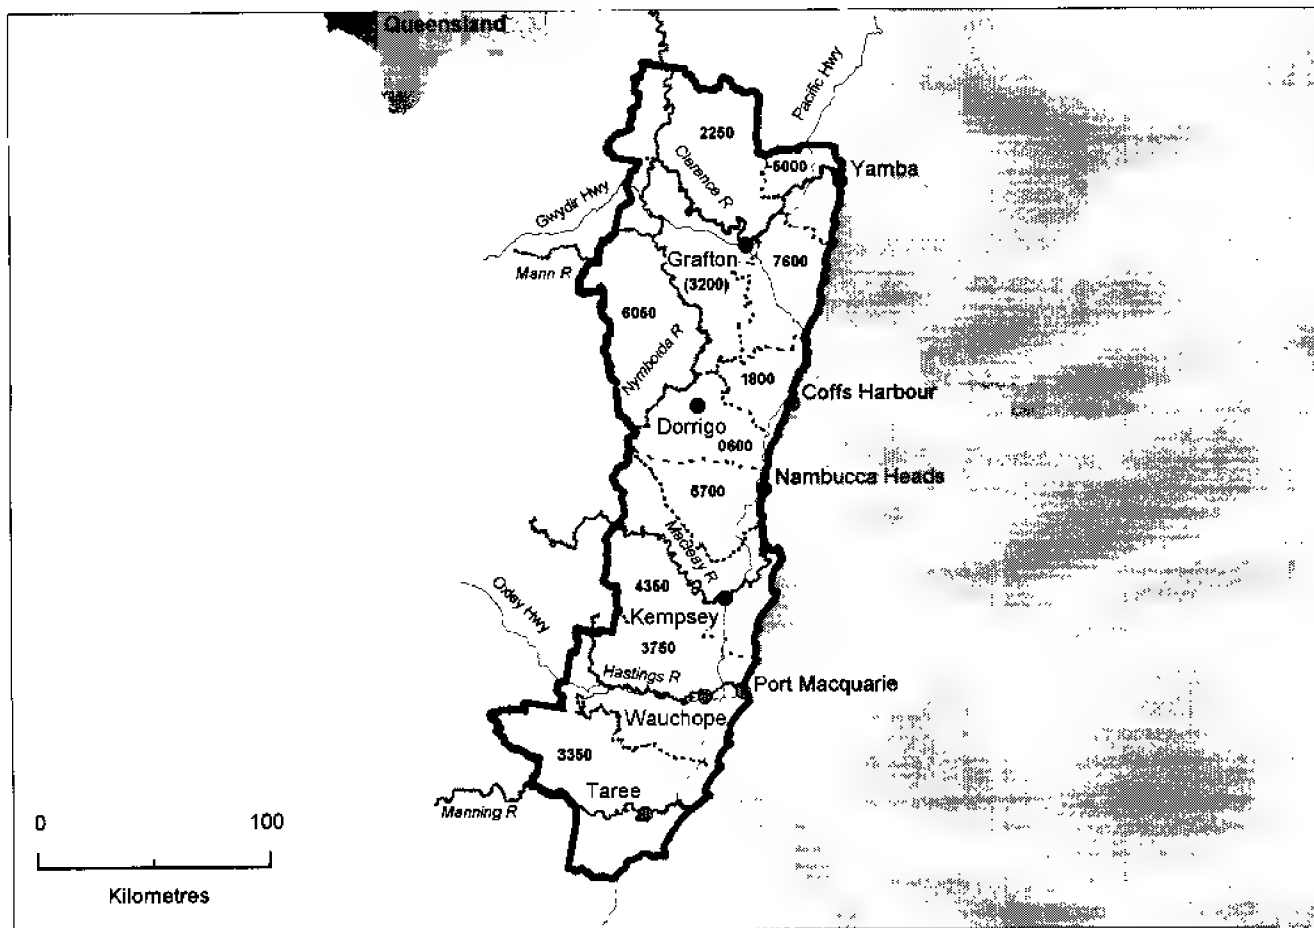 Queensland
Pacific Hwy
2250
Clarence R
5000
Yamba
Gwydir Hwy
Mann R
Grafton
(3200)
7600
6050
Nymboida R
1800
Coffs Harbour
Dorrigo
0600
5700
Nambucca Heads
Macleay R
4350
Oxley Hwy
Kempsey
3750
Hastings R
Port Macquarie
Wauchope
3350
Taree
Manning R
0
100
Kilometres